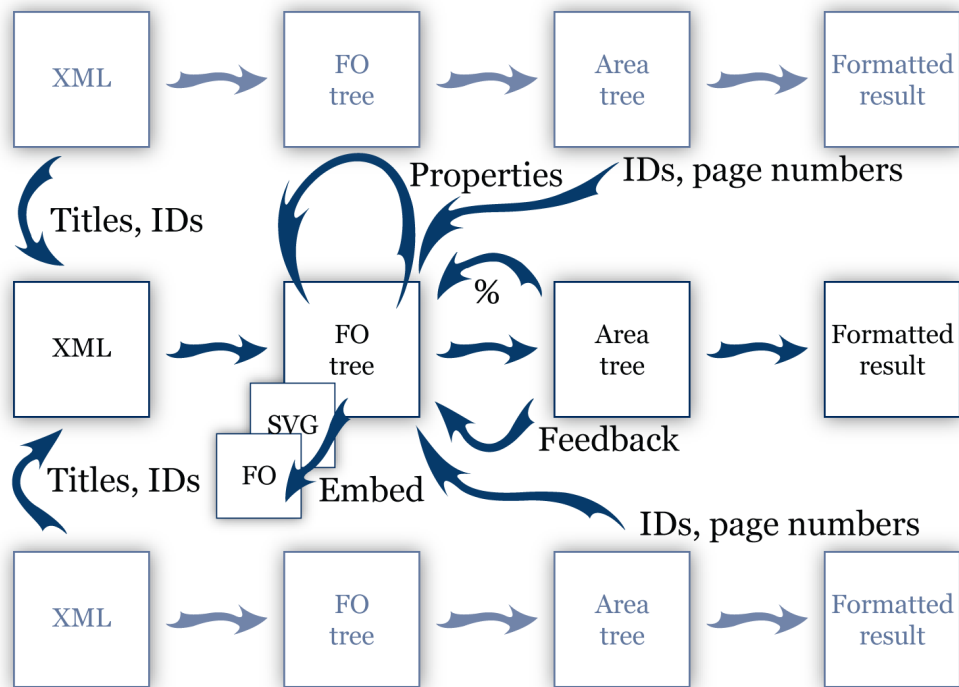 XML
FO
tree
Area
tree
Formatted
result
Properties
IDs, page numbers
Titles, IDs
%
XML
FO
tree
Area
tree
Formatted
result
SVG
FO
Embed
Feedback
Titles, IDs
IDs, page numbers
XML
FO
tree
Area
tree
Formatted
result